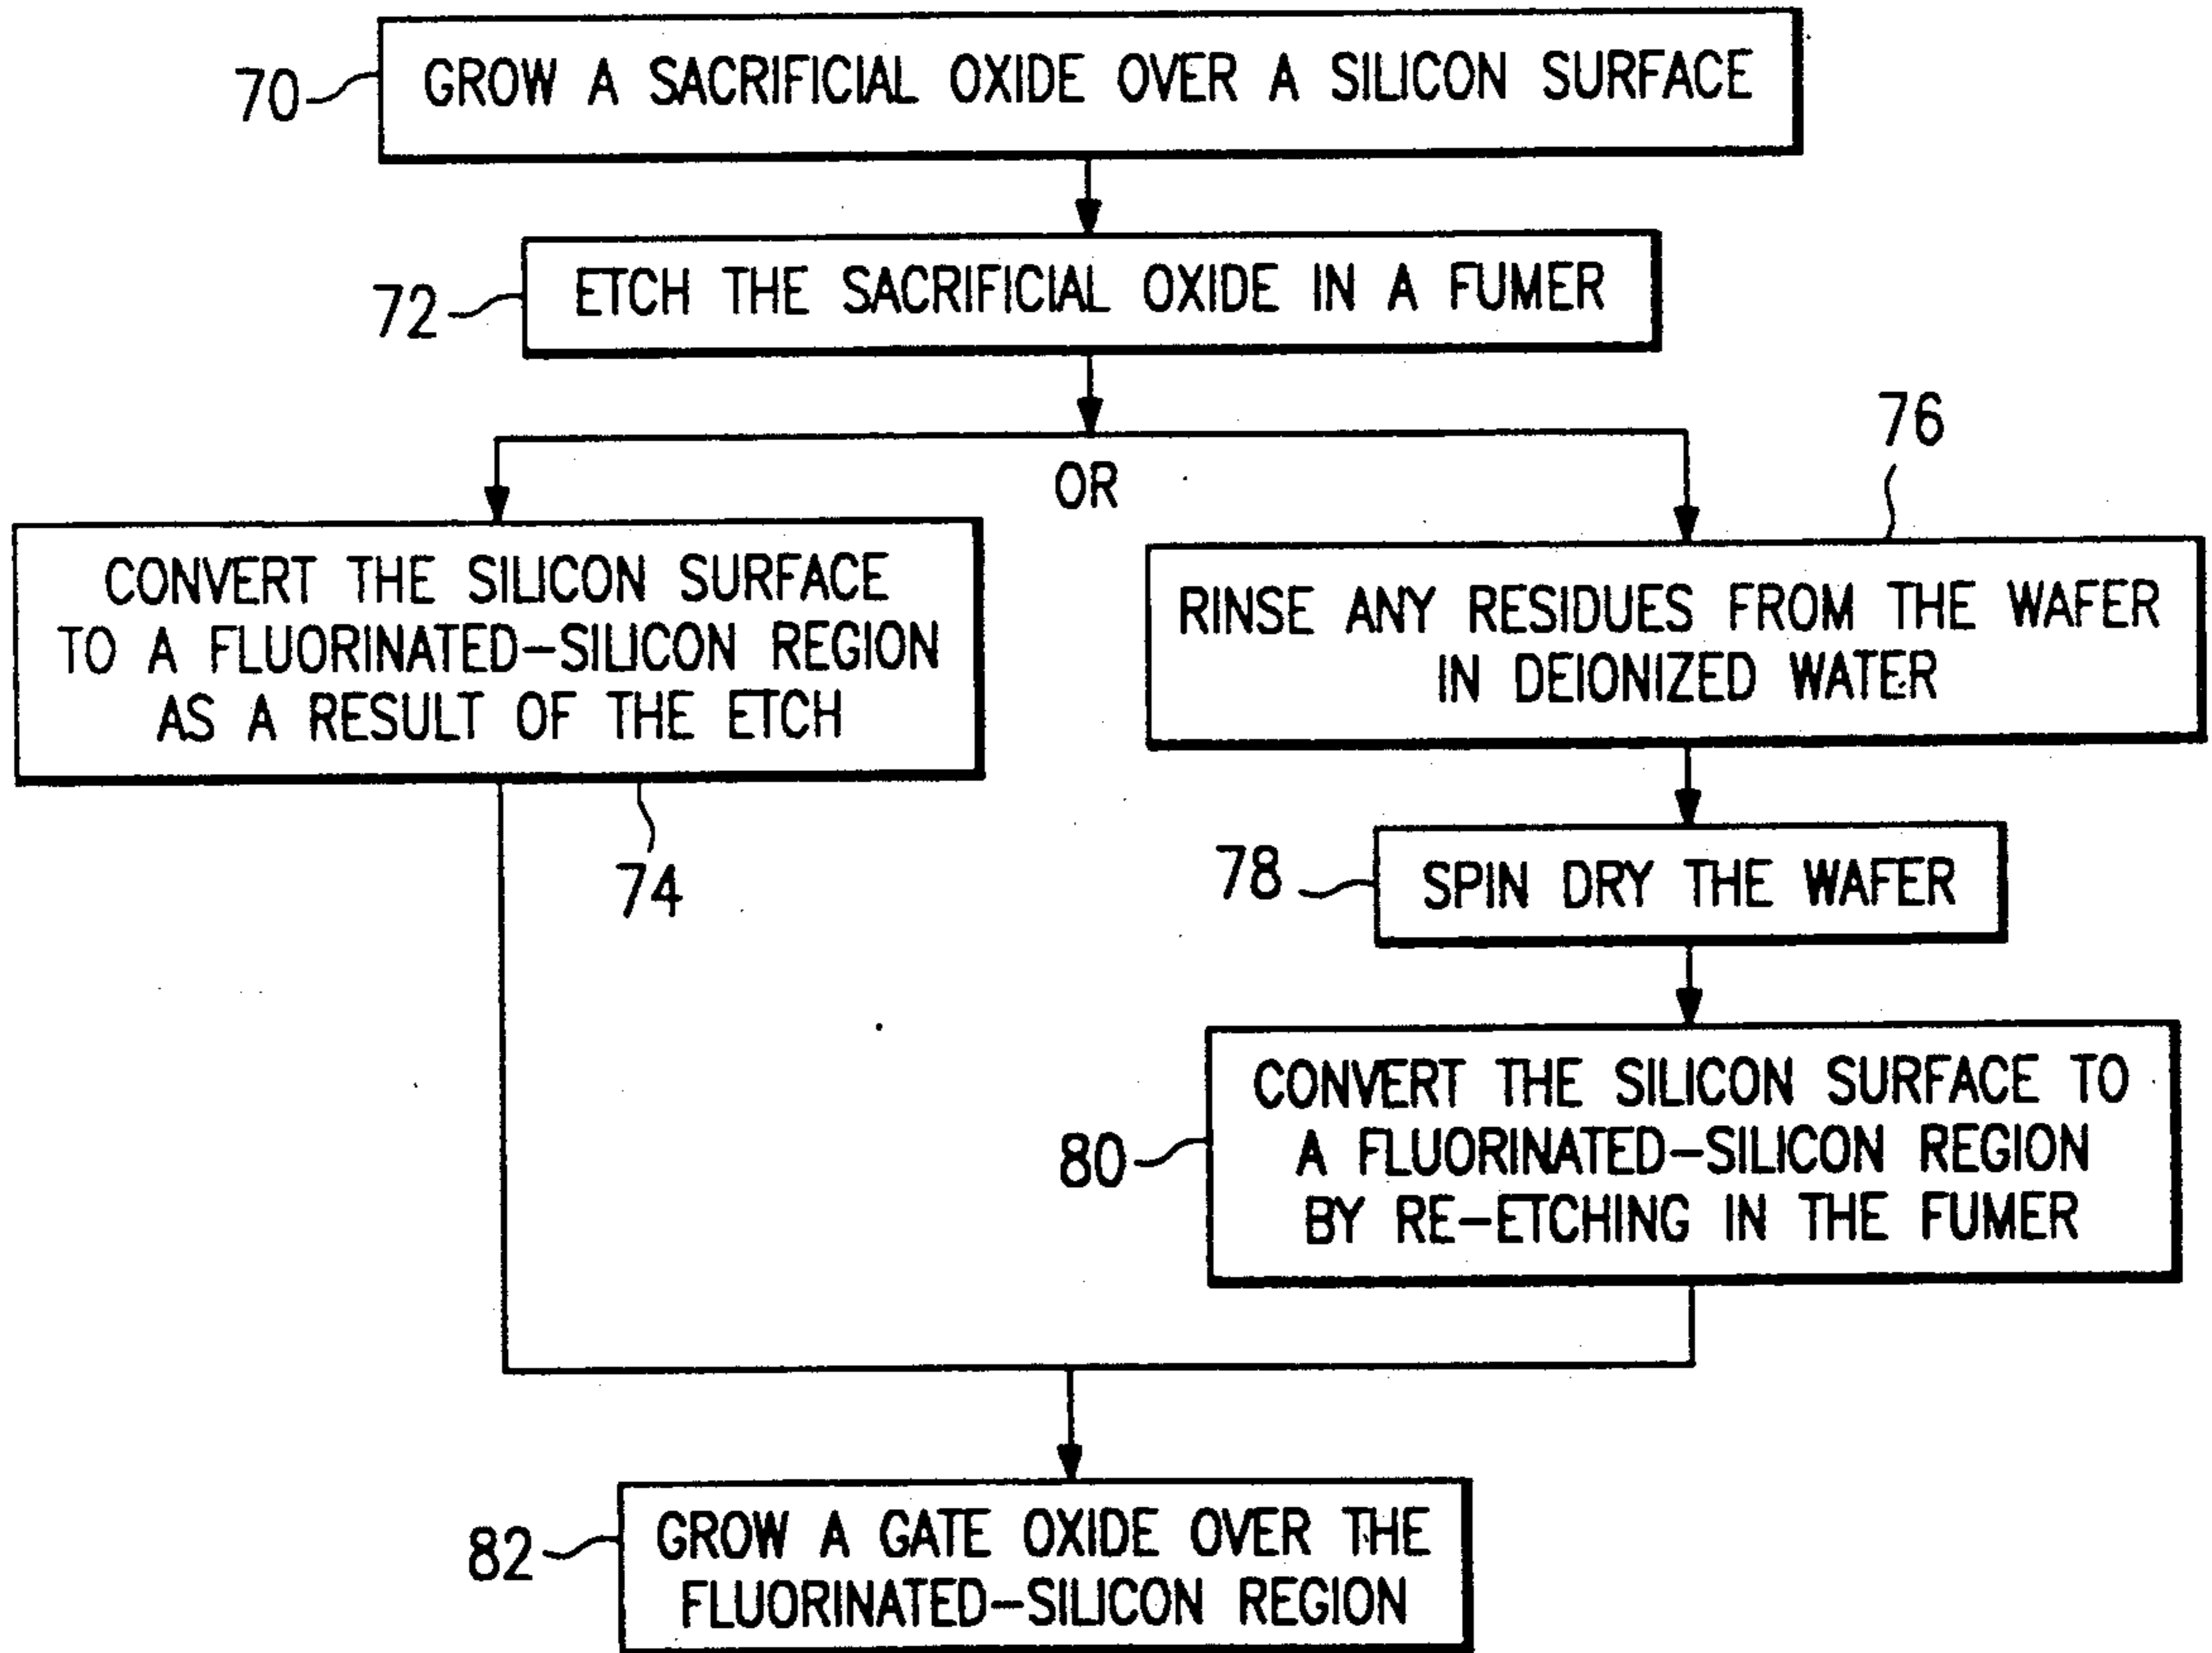 70
GROW A SACRIFICIAL OXIDE OVER A SILICON SURFACE
72
ETCH THE SACRIFICIAL OXIDE IN A FUMER
OR
74
CONVERT THE SILICON SURFACE
TO A FLUORINATED-SILICON REGION
AS A RESULT OF THE ETCH
76
RINSE ANY RESIDUES FROM THE WAFER
IN DEIONIZED WATER
78
SPIN DRY THE WAFER
80
CONVERT THE SILICON SURFACE TO
A FLUORINATED-SILICON REGION
BY RE-ETCHING IN THE FUMER
82
GROW A GATE OXIDE OVER THE
FLUORINATED-SILICON REGION